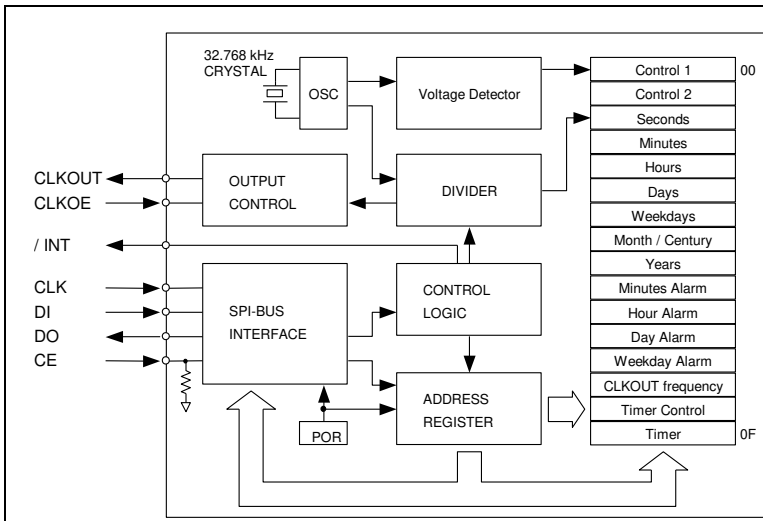 32.768 kHz
CRYSTAL
OSC
Voltage Detector
Control 1
00
Control 2
Seconds
Minutes
Hours
Days
Weekdays
Month / Century
Years
Minutes Alarm
Hour Alarm
Day Alarm
Weekday Alarm
CLKOUT frequency
Timer Control
Timer
0F
CLKOUT
CLKOE
OUTPUT
CONTROL
DIVIDER
/ INT
CLK
DI
DO
CE
SPI-BUS
INTERFACE
CONTROL
LOGIC
ADDRESS
REGISTER
POR